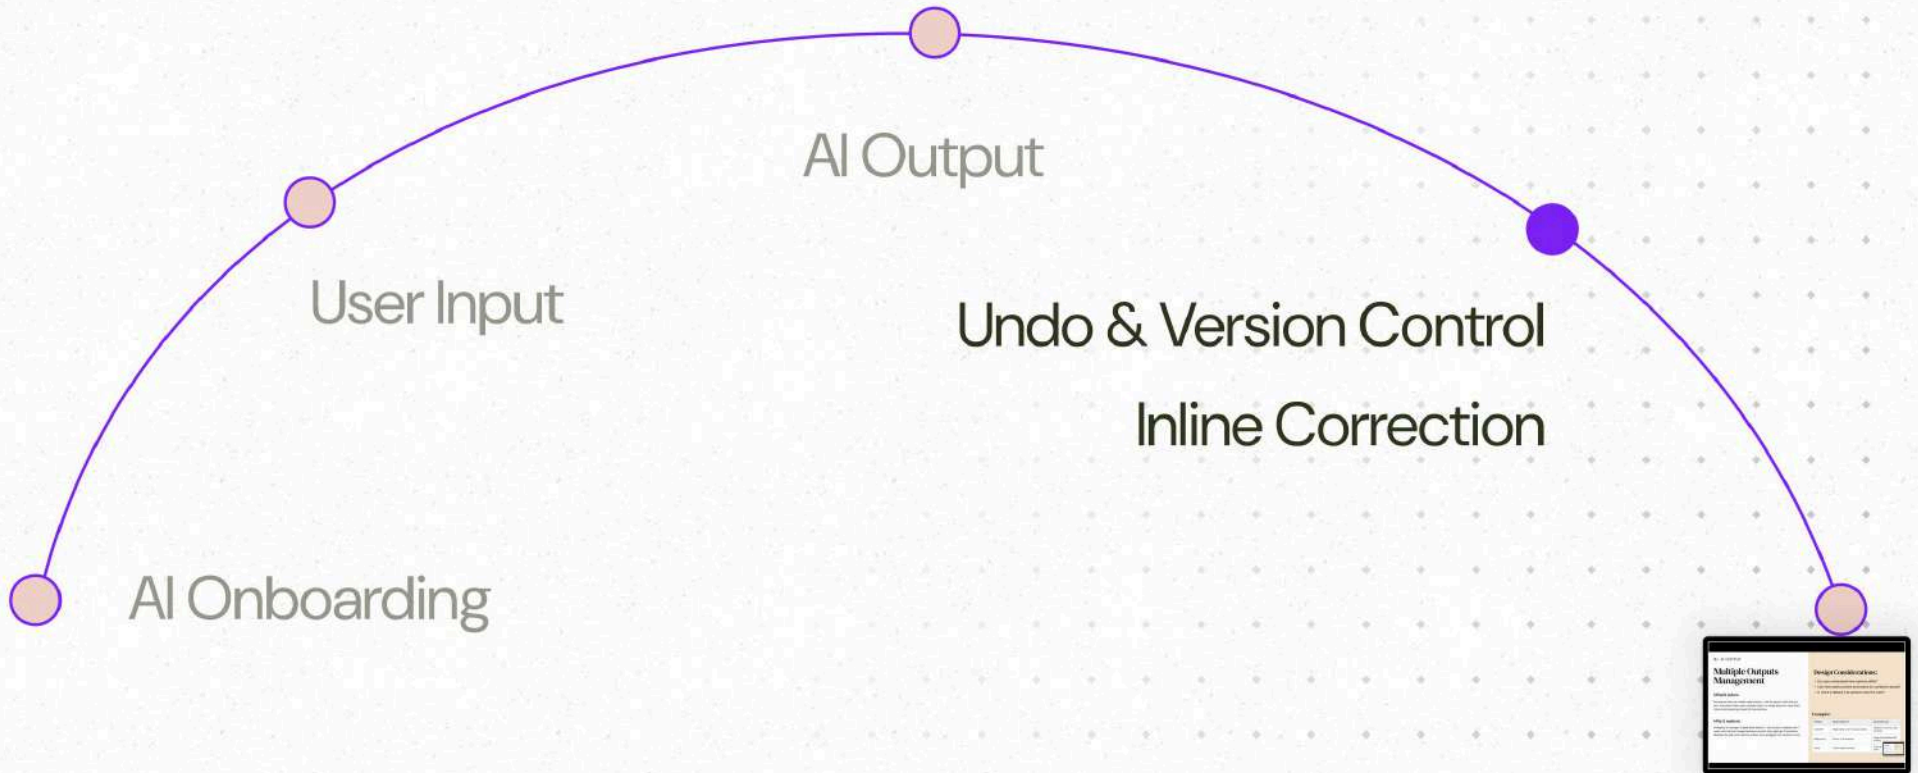 AI Output
User Input
Undo & Version Control
Inline Correction
AI Onboarding
Multiple Outputs
Management
Design Considerations: